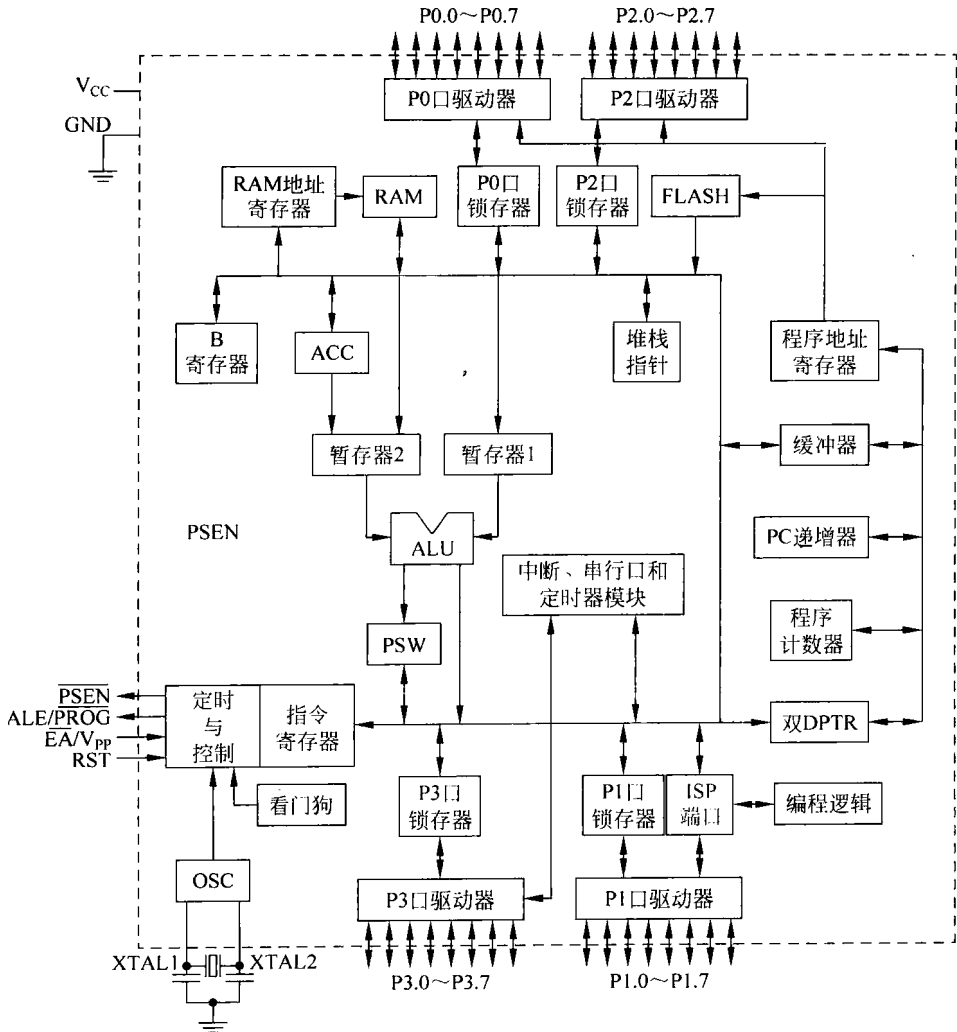 P0.0～P0.7
P2.0～P2.7
V_CC
GND
P0口驱动器
P2口驱动器
RAM地址
寄存器
RAM
P0口
锁存器
P2口
锁存器
FLASH
B
寄存器
ACC
堆栈
指针
程序地址
寄存器
暂存器2
暂存器1
缓冲器
PSEN
ALU
PC递增器
中断、串行口和
定时器模块
程序
计数器
PSW
P̅S̅E̅N̅
ALE/P̅R̅O̅G̅
E̅A̅/V_PP
RST
定时
与
控制
指令
寄存器
双DPTR
看门狗
P3口
锁存器
P1口
锁存器
ISP
端口
编程逻辑
OSC
P3口驱动器
P1口驱动器
XTAL1
XTAL2
P3.0～P3.7
P1.0～P1.7